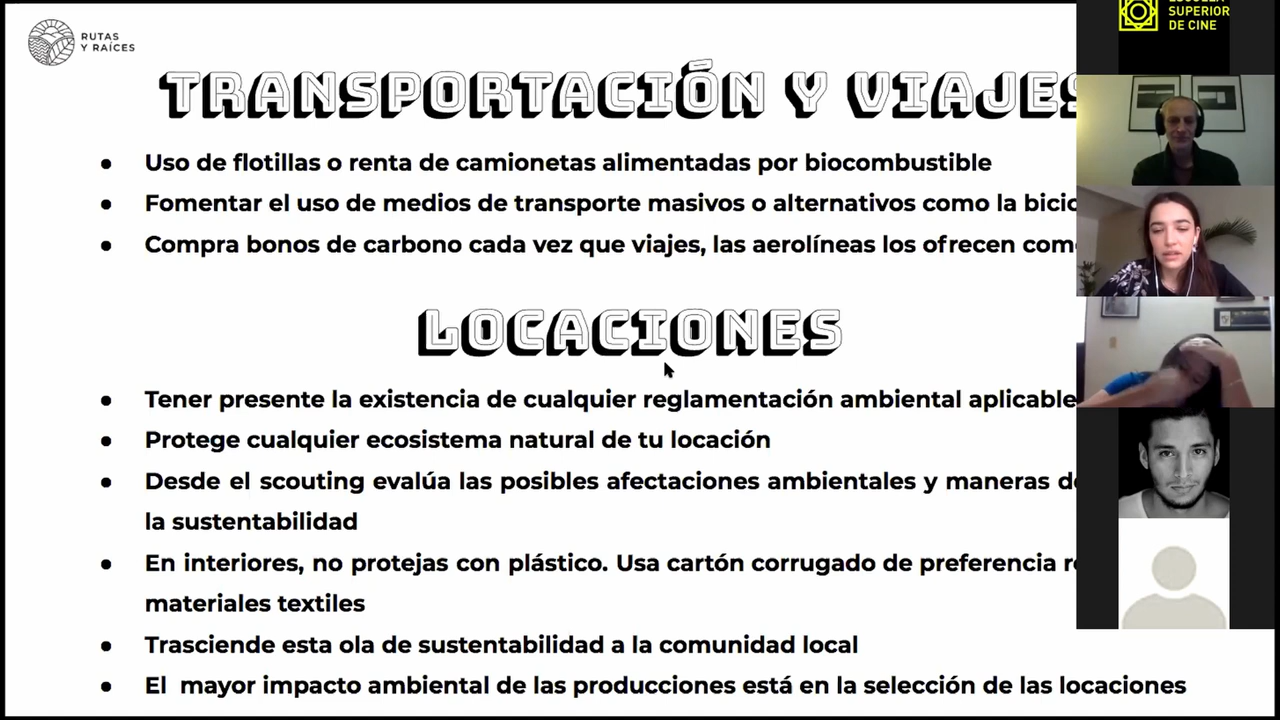 RUTAS
Y RAÍCES
SUPERIOR
DE CINE
TRANSPORTACIÓN Y VIAJES
Uso de flotillas o renta de camionetas alimentadas por biocombustible
Fomentar el uso de medios de transporte masivos o alternativos como la
Compra bonos de carbono cada vez que viajes, las aerolíneas los ofrecen
LOCACIONES
Tener presente la existencia de cualquier reglamentación ambiental aplicable
Protege cualquier ecosistema natural de tu locación
Desde el scouting evalúa las posibles afectaciones ambientales y maneras
la sustentabilidad
En interiores, no protejas con plástico. Usa cartón corrugado de preferencia
materiales textiles
Trasciende esta ola de sustentabilidad a la comunidad local
El mayor impacto ambiental de las producciones está en la selección de las locaciones